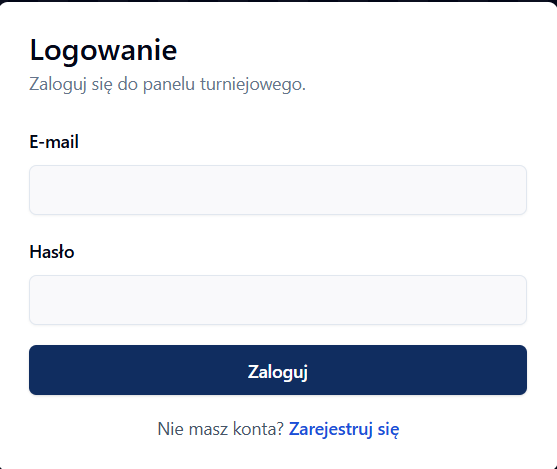 Logowanie
Zaloguj się do panelu turniejowego.
E-mail
Hasło
Zaloguj
Nie masz konta? Zarejestruj się